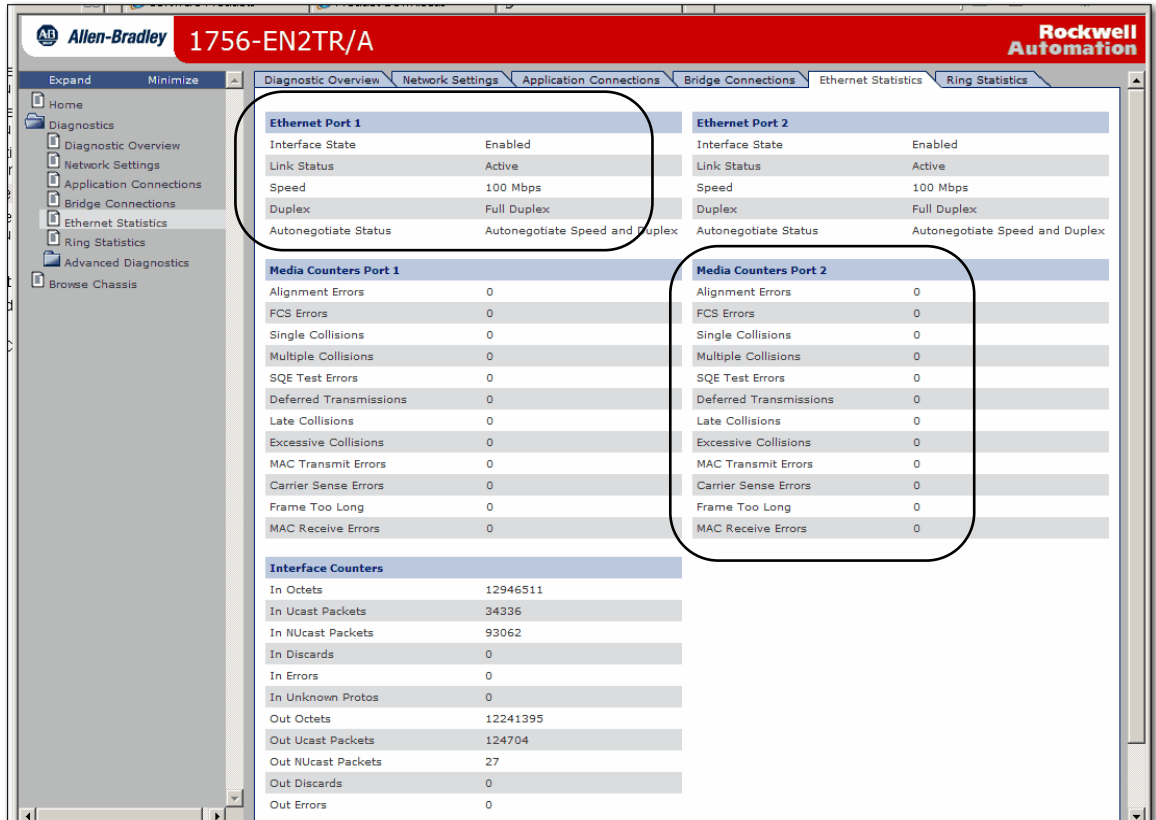 AB Allen-Bradley 1756-EN2TR/A Rockwell Automation
Expand Minimize
Home
Diagnostics
Diagnostic Overview
Network Settings
Application Connections
Bridge Connections
Ethernet Statistics
Ring Statistics
Advanced Diagnostics
Browse Chassis
Diagnostic Overview Network Settings Application Connections Bridge Connections Ethernet Statistics Ring Statistics
Ethernet Port 1
Interface State Enabled
Link Status Active
Speed 100 Mbps
Duplex Full Duplex
Autonegotiate Status Autonegotiate Speed and Duplex
Ethernet Port 2
Interface State Enabled
Link Status Active
Speed 100 Mbps
Duplex Full Duplex
Autonegotiate Status Autonegotiate Speed and Duplex
Media Counters Port 1
Alignment Errors 0
FCS Errors 0
Single Collisions 0
Multiple Collisions 0
SQE Test Errors 0
Deferred Transmissions 0
Late Collisions 0
Excessive Collisions 0
MAC Transmit Errors 0
Carrier Sense Errors 0
Frame Too Long 0
MAC Receive Errors 0
Media Counters Port 2
Alignment Errors 0
FCS Errors 0
Single Collisions 0
Multiple Collisions 0
SQE Test Errors 0
Deferred Transmissions 0
Late Collisions 0
Excessive Collisions 0
MAC Transmit Errors 0
Carrier Sense Errors 0
Frame Too Long 0
MAC Receive Errors 0
Interface Counters
In Octets 12946511
In Ucast Packets 34336
In NUcast Packets 93062
In Discards 0
In Errors 0
In Unknown Protos 0
Out Octets 12241395
Out Ucast Packets 124704
Out NUcast Packets 27
Out Discards 0
Out Errors 0